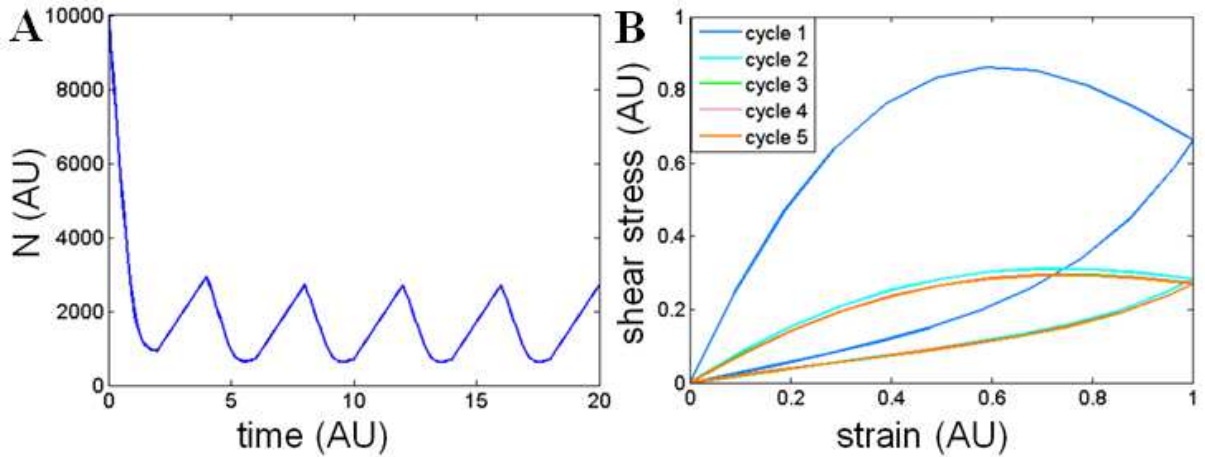 A
B
N (AU)
10000
8000
6000
4000
2000
0
0
5
10
15
20
time (AU)
shear stress (AU)
1
0.8
0.6
0.4
0.2
0
cycle 1
cycle 2
cycle 3
cycle 4
cycle 5
0
0.2
0.4
0.6
0.8
1
strain (AU)